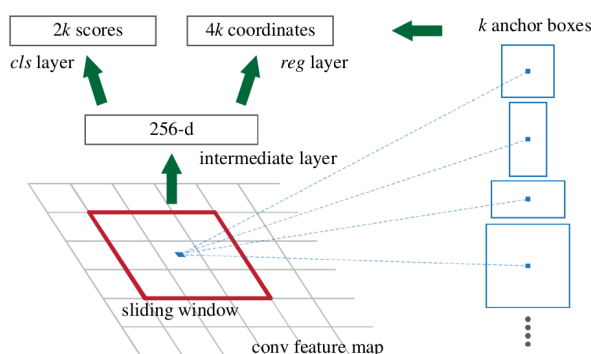 2k scores
4k coordinates
k anchor boxes
cls layer
reg layer
256-d
intermediate layer
sliding window
conv feature map